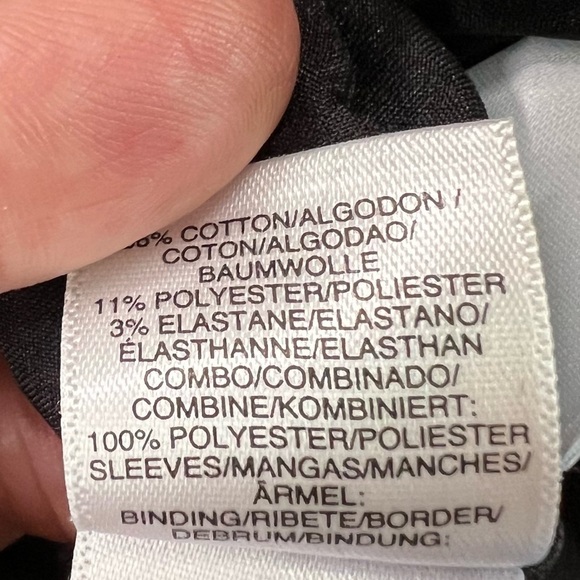 COTTON/ALGODON /
COTON/ALGODAO/
BAUMWOLLE
11% POLYESTER/POLIESTER
3% ELASTANE/ELASTANO/
ÉLASTHANNE/ELASTHAN
COMBO/COMBINADO/
COMBINE/KOMBINIERT:
100% POLYESTER/POLIESTER
SLEEVES/MANGAS/MANCHES/
ÄRMEL:
BINDING/RIBETE/BORDER/
DEBRUM/BINDUNG: